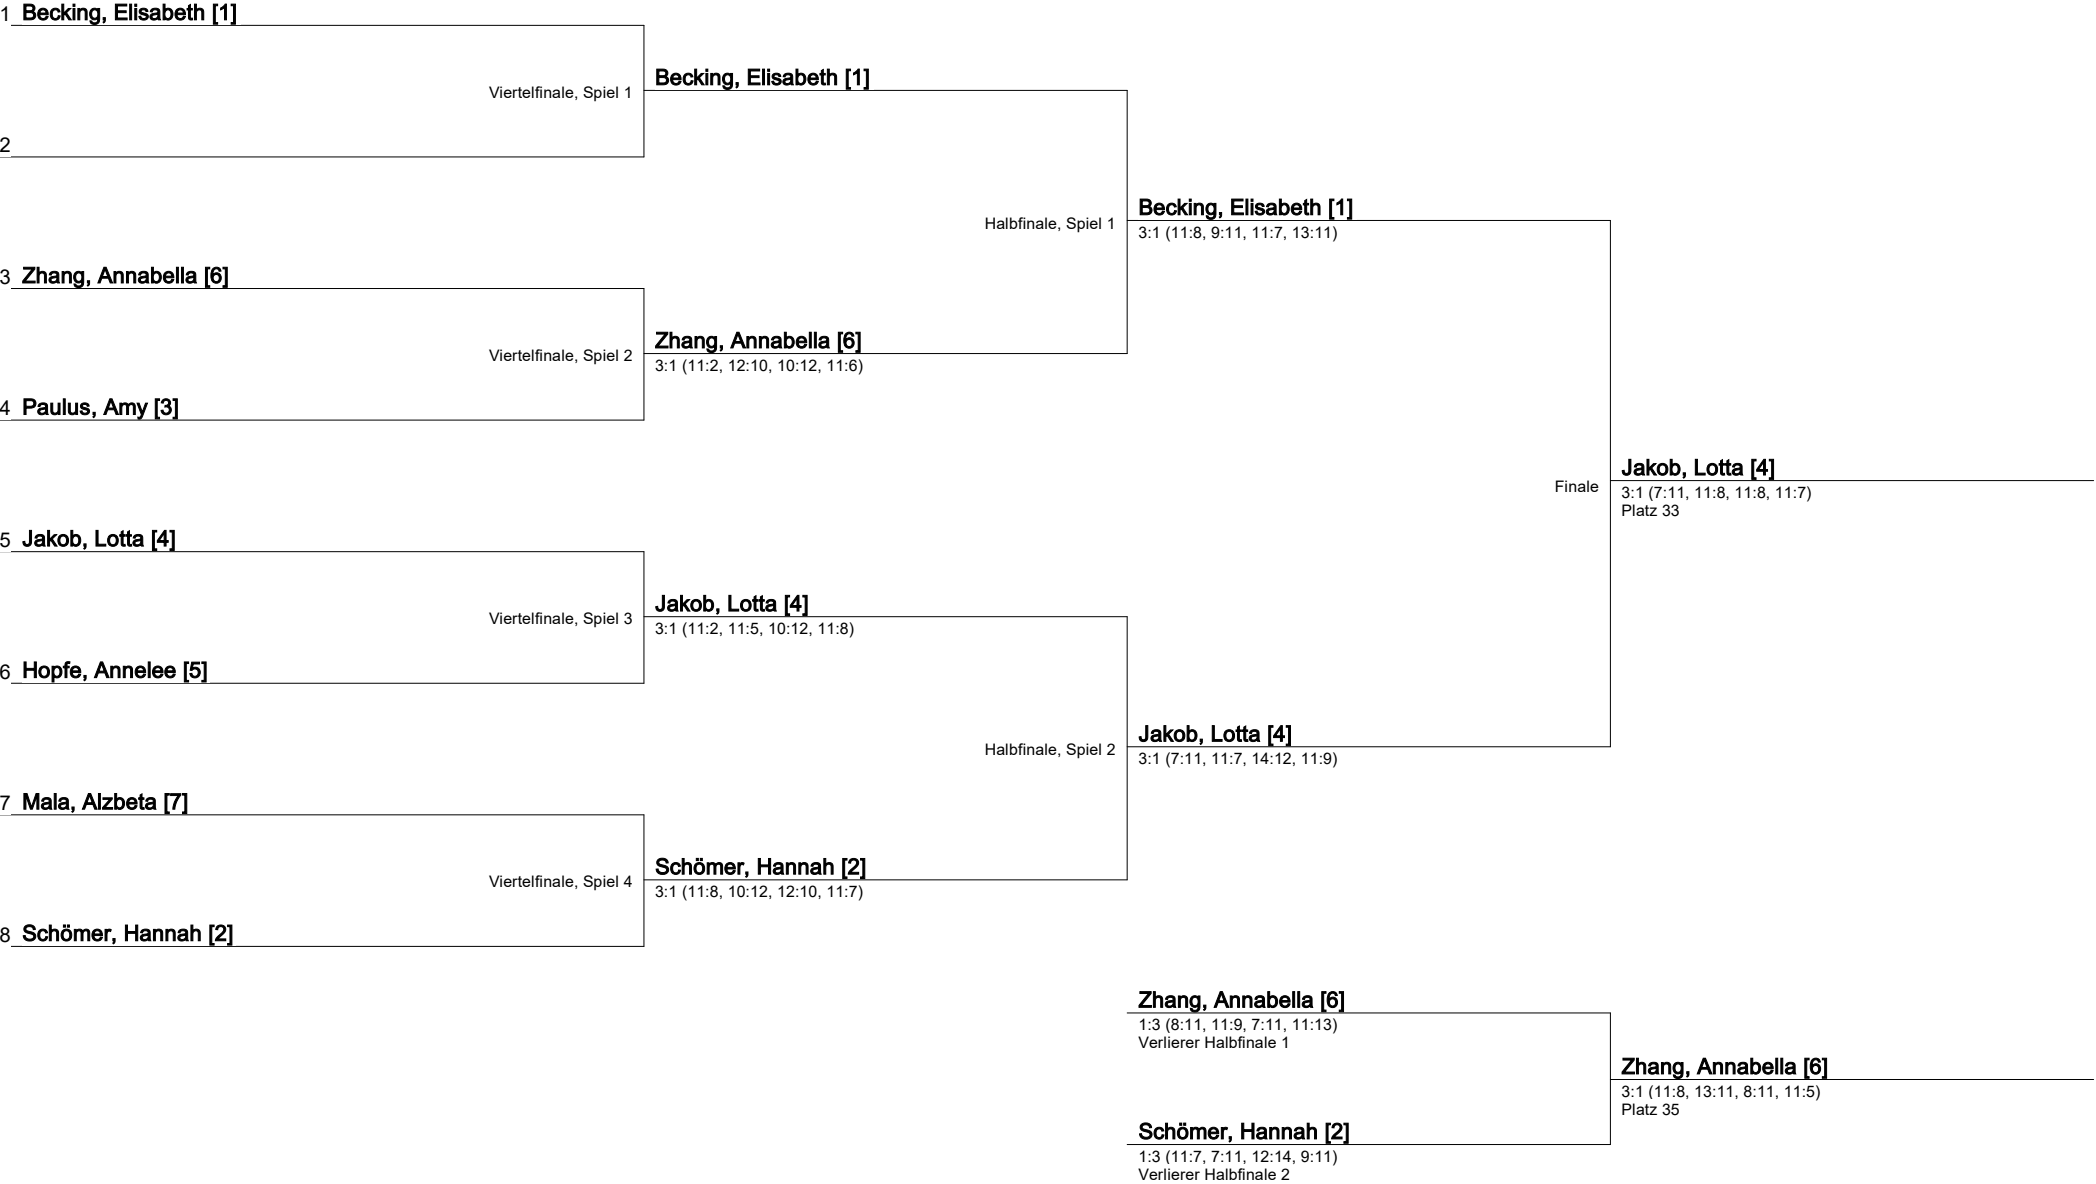 1 Becking, Elisabeth [1]
Viertelfinale, Spiel 1
Becking, Elisabeth [1]
2
Halbfinale, Spiel 1
Becking, Elisabeth [1]
3:1 (11:8, 9:11, 11:7, 13:11)
3 Zhang, Annabella [6]
Viertelfinale, Spiel 2
Zhang, Annabella [6]
3:1 (11:2, 12:10, 10:12, 11:6)
4 Paulus, Amy [3]
Finale
Jakob, Lotta [4]
3:1 (7:11, 11:8, 11:8, 11:7)
Platz 33
5 Jakob, Lotta [4]
Viertelfinale, Spiel 3
Jakob, Lotta [4]
3:1 (11:2, 11:5, 10:12, 11:8)
6 Hopfe, Annelee [5]
Halbfinale, Spiel 2
Jakob, Lotta [4]
3:1 (7:11, 11:7, 14:12, 11:9)
7 Mala, Alzbeta [7]
Viertelfinale, Spiel 4
Schömer, Hannah [2]
3:1 (11:8, 10:12, 12:10, 11:7)
8 Schömer, Hannah [2]
Zhang, Annabella [6]
1:3 (8:11, 11:9, 7:11, 11:13)
Verlierer Halbfinale 1
Zhang, Annabella [6]
3:1 (11:8, 13:11, 8:11, 11:5)
Platz 35
Schömer, Hannah [2]
1:3 (11:7, 7:11, 12:14, 9:11)
Verlierer Halbfinale 2